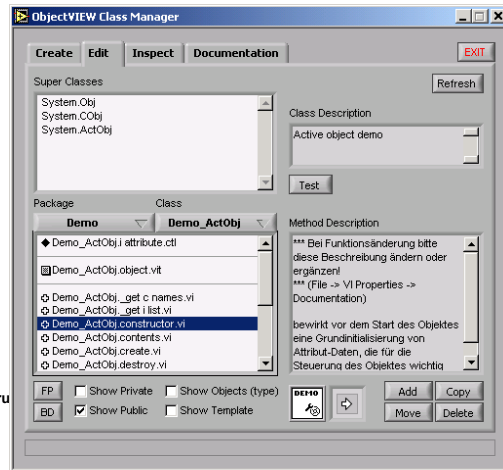 ObjectVIEW Class Manager
Create Edit Inspect Documentation EXIT
Super Classes
Refresh
System.Obj
System.CObj
System.ActObj
Class Description
Active object demo
Test
Package Class
Demo Demo_ActObj
Demo_ActObj.i attribute.ctl
Demo_ActObj.object.vit
Demo_ActObj._get c names.vi
Demo_ActObj._get i list.vi
Demo_ActObj.constructor.vi
Demo_ActObj.contents.vi
Demo_ActObj.create.vi
Demo_ActObj.destroy.vi
Method Description
*** Bei Funktionsänderung bitte
diese Beschreibung ändern oder
ergänzen!
*** (File -> VI Properties ->
Documentation)
bewirkt vor dem Start des Objektes
eine Grundinitialisierung von
Attribut-Daten, die für die
Steuerung des Objektes wichtig
ru
FP Show Private Show Objects (type)
BD Show Public Show Template
DEMO
Add Copy
Move Delete